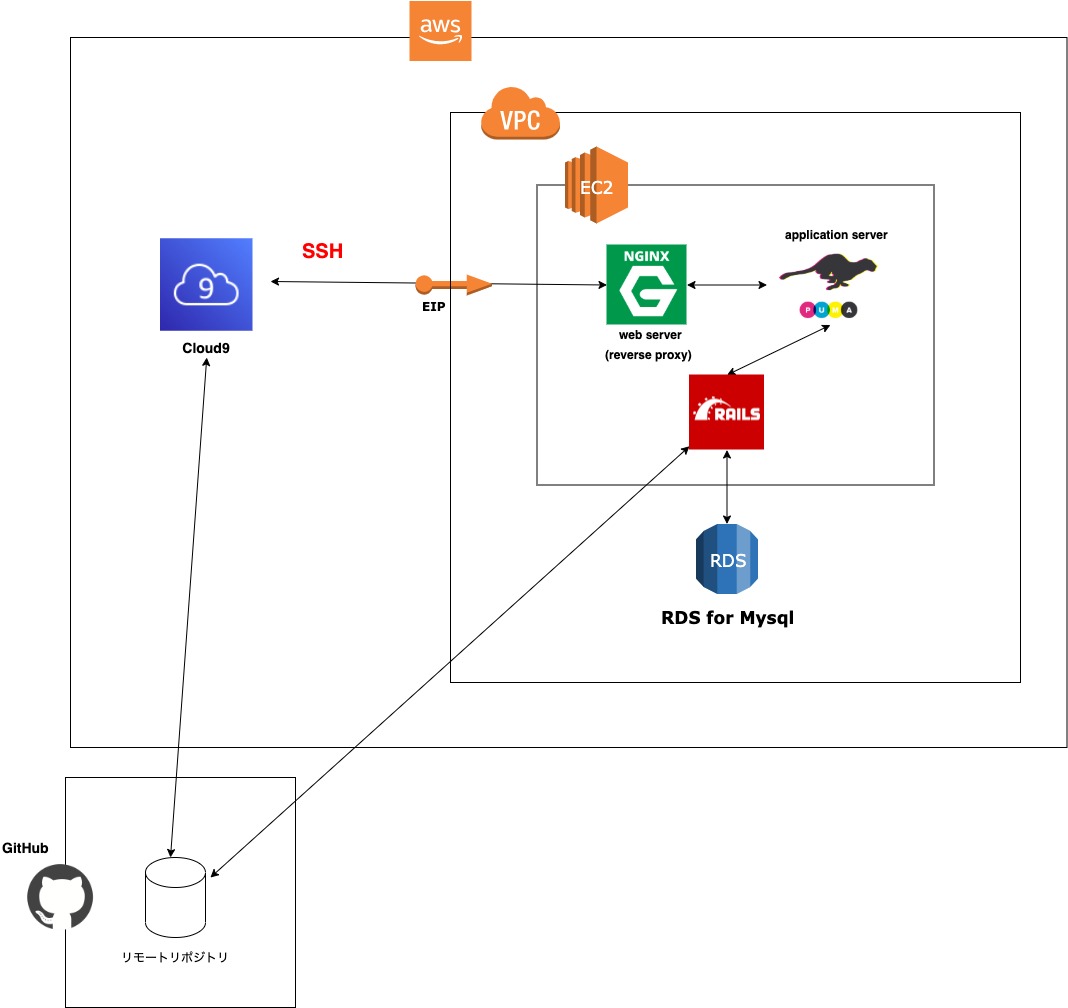 aws
VPC
EC2
application server
SSH
NGINX
9
EIP
PUMA
web server
(reverse proxy)
Cloud9
RAILS
RDS
RDS for Mysql
GitHub
リモートリポジトリ